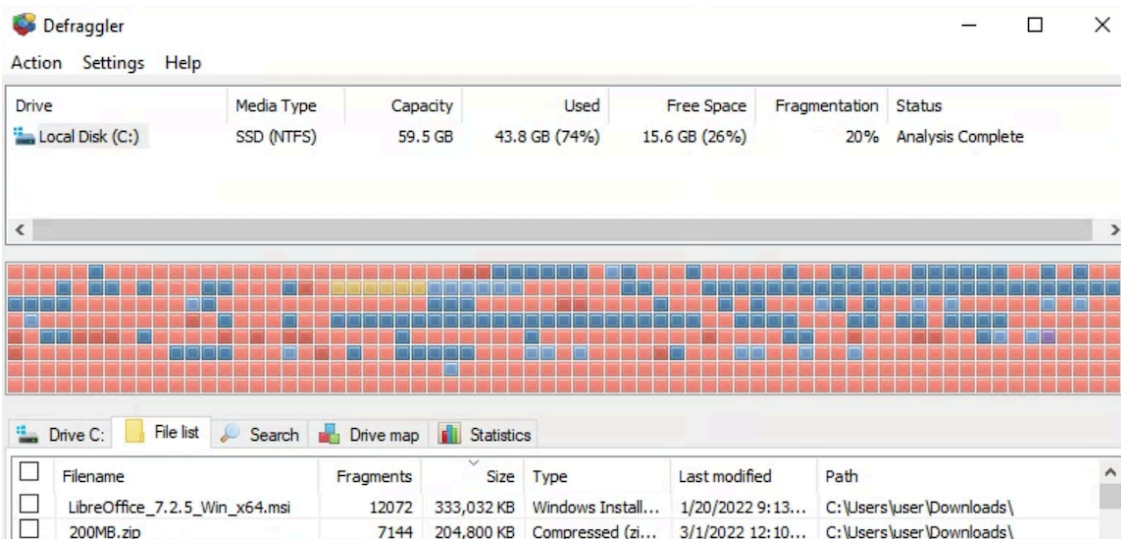 Defraggler
Action Settings Help
Drive Media Type Capacity Used Free Space Fragmentation Status
Local Disk (C:) SSD (NTFS) 59.5 GB 43.8 GB (74%) 15.6 GB (26%) 20% Analysis Complete
Drive C: File list Search Drive map Statistics
Filename Fragments Size Type Last modified Path
LibreOffice_7.2.5_Win_x64.msi 12072 333,032 KB Windows Install... 1/20/2022 9:13... C:\Users\user\Downloads\
200MB.zip 7144 204,800 KB Compressed (zi... 3/1/2022 12:10... C:\Users\user\Downloads\